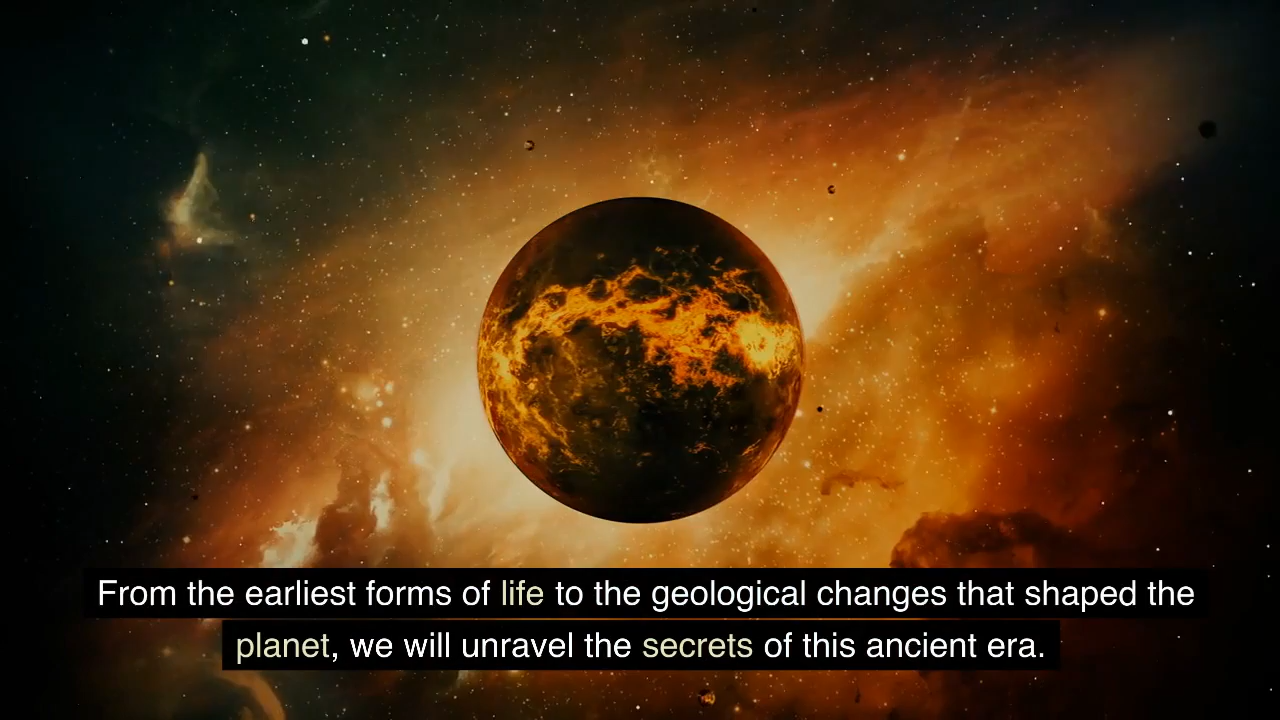 From the earliest forms of life to the geological changes that shaped the
planet, we will unravel the secrets of this ancient era.